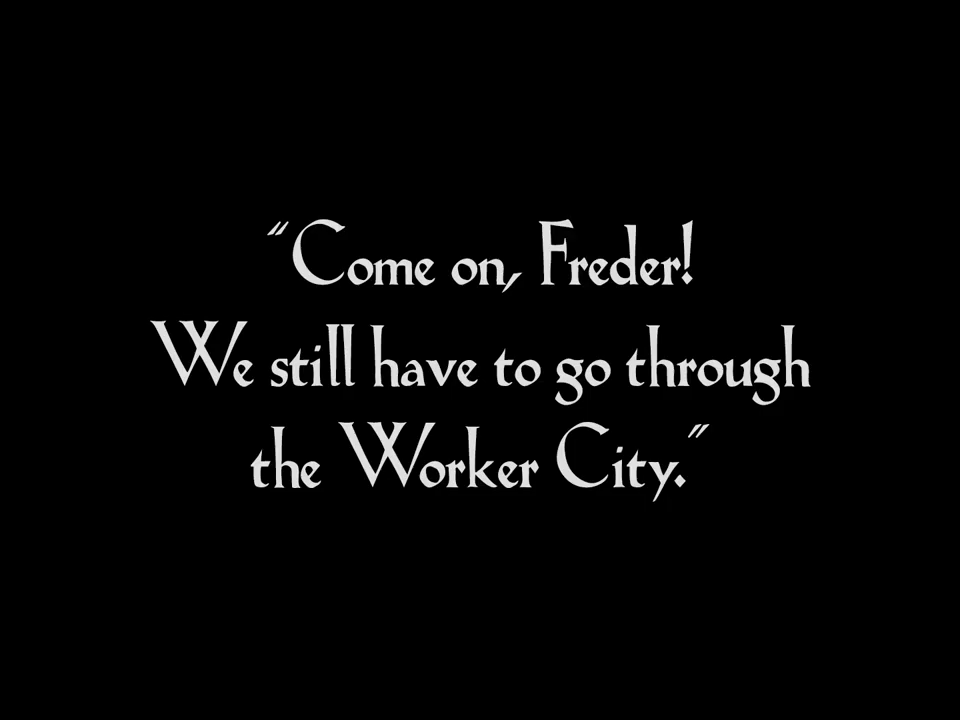 "Come on, Freder!
We still have to go through
the Worker City."